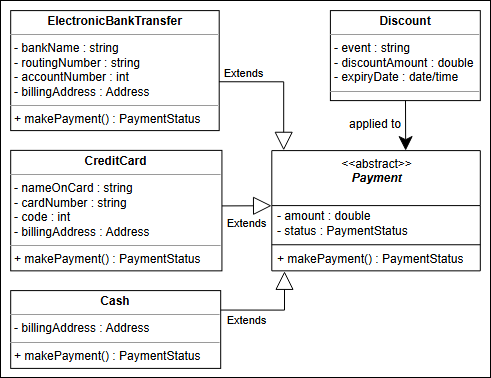 ElectronicBankTransfer
- bankName : string
- routingNumber : string
- accountNumber : int
- billingAddress : Address
+ makePayment() : PaymentStatus
Extends
Discount
- event : string
- discountAmount : double
- expiryDate : date/time
applied to
CreditCard
- nameOnCard : string
- cardNumber : string
- code : int
- billingAddress : Address
+ makePayment() : PaymentStatus
Extends
<<abstract>>
Payment
- amount : double
- status : PaymentStatus
+ makePayment() : PaymentStatus
Cash
- billingAddress : Address
+ makePayment() : PaymentStatus
Extends